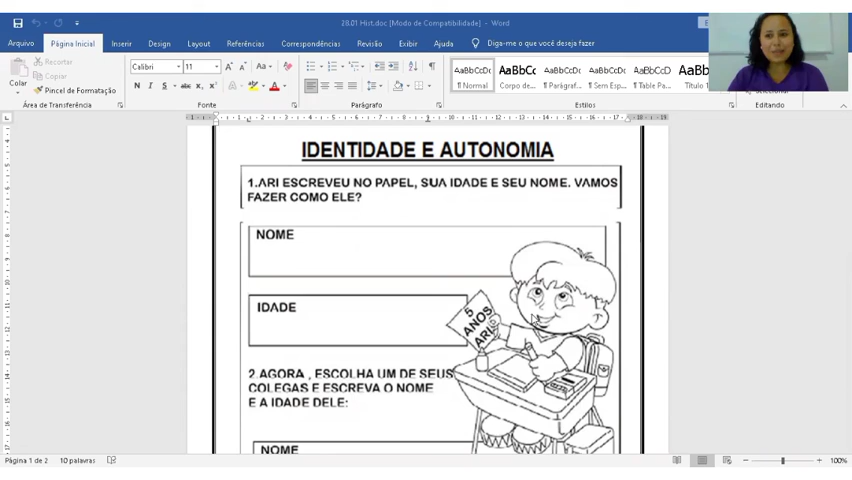 28.01 Hist.doc [Modo de Compatibilidade] - Word
Arquivo Página Inicial Inserir Design Layout Referências Correspondências Revisão Exibir Ajuda Diga-me o que você deseja fazer
Colar
Recortar
Copiar
Pincel de Formatação
Área de Transferência
Calibri 11
N I S abc
Fonte
Parágrafo
AaBbCcDc AaBbCc AaBbCcDc AaBbCcDc AaBbCcD AaBb
¶ Normal Corpo de... ¶ Parágraf... ¶ Sem Esp... ¶ Table Pa... Título 1
Estilos
Editando
IDENTIDADE E AUTONOMIA
1.ARI ESCREVEU NO PAPEL, SUA IDADE E SEU NOME. VAMOS
FAZER COMO ELE?
NOME
IDADE
5
ANOS
ARI
2.AGORA , ESCOLHA UM DE SEUS
COLEGAS E ESCREVA O NOME
E A IDADE DELE:
NOME
Página 1 de 2 10 palavras 100%